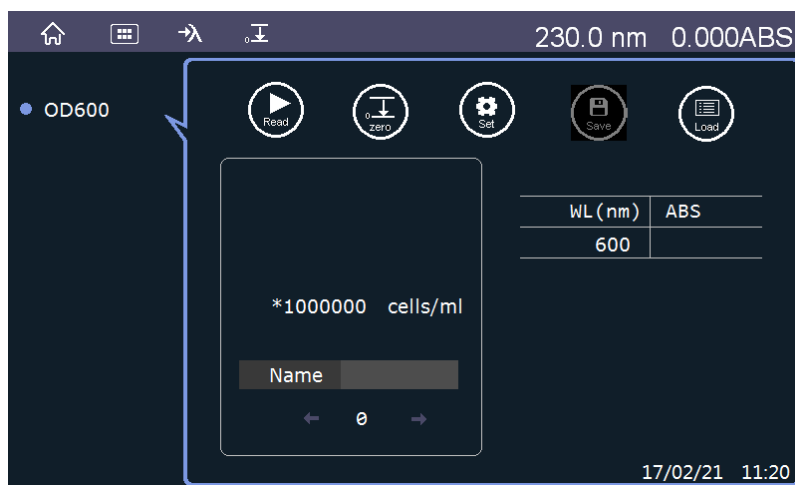 230.0 nm 0.000ABS
OD600
Read
0
zero
Set
Save
Load
WL(nm) ABS
600
*1000000 cells/ml
Name
0
17/02/21 11:20